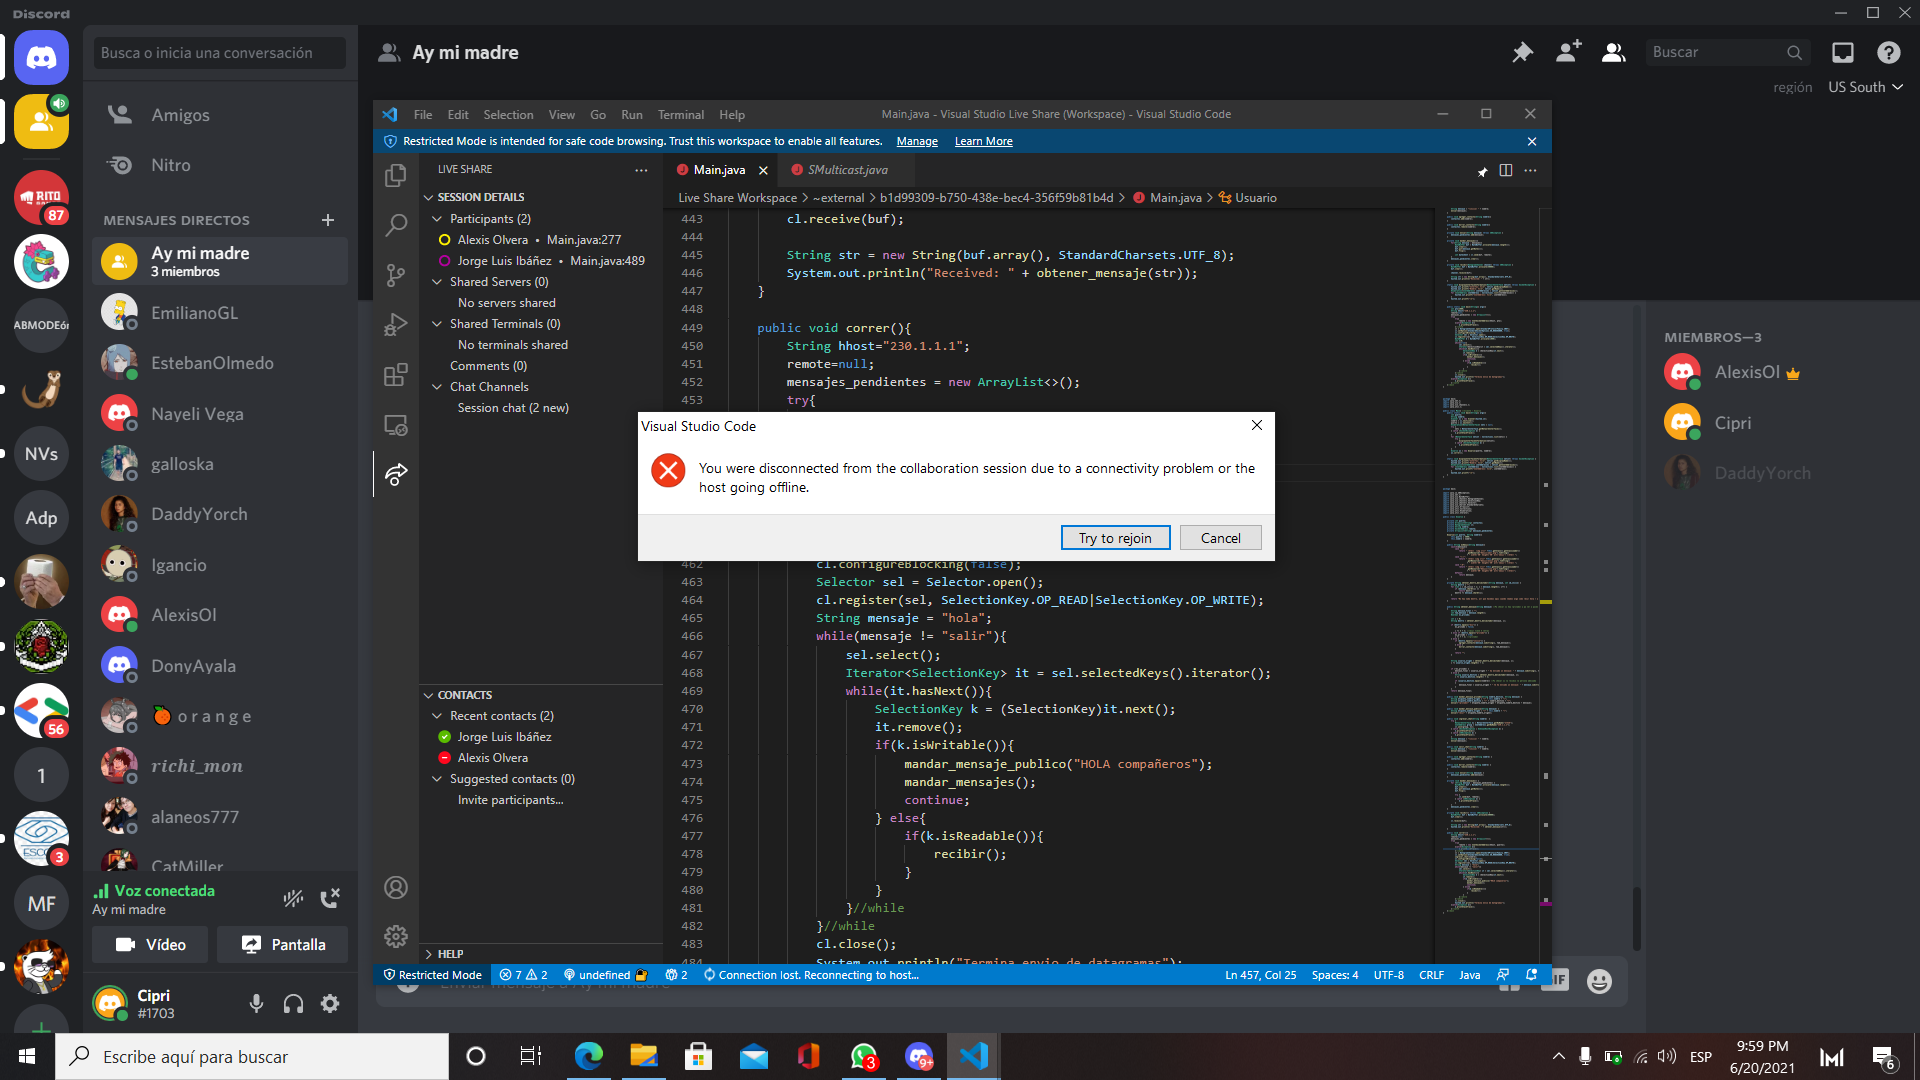 Discord
Busca o inicia una conversación
Amigos
Nitro
MENSAJES DIRECTOS
Ay mi madre
3 miembros
EmilianoGL
EstebanOlmedo
Nayeli Vega
galloska
DaddyYorch
Igancio
AlexisOl
DonyAyala
o r a n g e
richi_mon
alaneos777
CatMiller
Voz conectada
Ay mi madre
Vídeo
Pantalla
Cipri
#1703
RITO
87
ABMODEór
NVs
Adp
56
1
ESCO
3
MF
Ay mi madre
Buscar
región
US South
MIEMBROS—3
AlexisOl
Cipri
DaddyYorch
File Edit Selection View Go Run Terminal Help
Main.java - Visual Studio Live Share (Workspace) - Visual Studio Code
Restricted Mode is intended for safe code browsing. Trust this workspace to enable all features. Manage Learn More
LIVE SHARE
SESSION DETAILS
Participants (2)
Alexis Olvera • Main.java:277
Jorge Luis Ibáñez • Main.java:489
Shared Servers (0)
No servers shared
Shared Terminals (0)
No terminals shared
Comments (0)
Chat Channels
Session chat (2 new)
CONTACTS
Recent contacts (2)
Jorge Luis Ibáñez
Alexis Olvera
Suggested contacts (0)
Invite participants...
HELP
Main.java
SMulticast.java
Live Share Workspace > ~external > b1d99309-b750-438e-bec4-356f59b81b4d > Main.java > Usuario
443 cl.receive(buf);
444
445 String str = new String(buf.array(), StandardCharsets.UTF_8);
446 System.out.println("Received: " + obtener_mensaje(str));
447 }
448
449 public void correr(){
450 String hhost="230.1.1.1";
451 remote=null;
452 mensajes_pendientes = new ArrayList<>();
453 try{
Visual Studio Code
You were disconnected from the collaboration session due to a connectivity problem or the
host going offline.
Try to rejoin
Cancel
462 cl.configureBlocking(false);
463 Selector sel = Selector.open();
464 cl.register(sel, SelectionKey.OP_READ|SelectionKey.OP_WRITE);
465 String mensaje = "hola";
466 while(mensaje != "salir"){
467 sel.select();
468 Iterator<SelectionKey> it = sel.selectedKeys().iterator();
469 while(it.hasNext()){
470 SelectionKey k = (SelectionKey)it.next();
471 it.remove();
472 if(k.isWritable()){
473 mandar_mensaje_publico("HOLA compañeros");
474 mandar_mensajes();
475 continue;
476 } else{
477 if(k.isReadable()){
478 recibir();
479 }
480 }
481 }//while
482 }//while
483 cl.close();
484 System.out.println("Termina envio de datagramas");
Restricted Mode 7 2 undefined 2 Connection lost. Reconnecting to host...
Ln 457, Col 25 Spaces: 4 UTF-8 CRLF Java
Enviar mensaje a Ay mi madre
GIF
Escribe aquí para buscar
3
9+
ESP
9:59 PM
6/20/2021
6